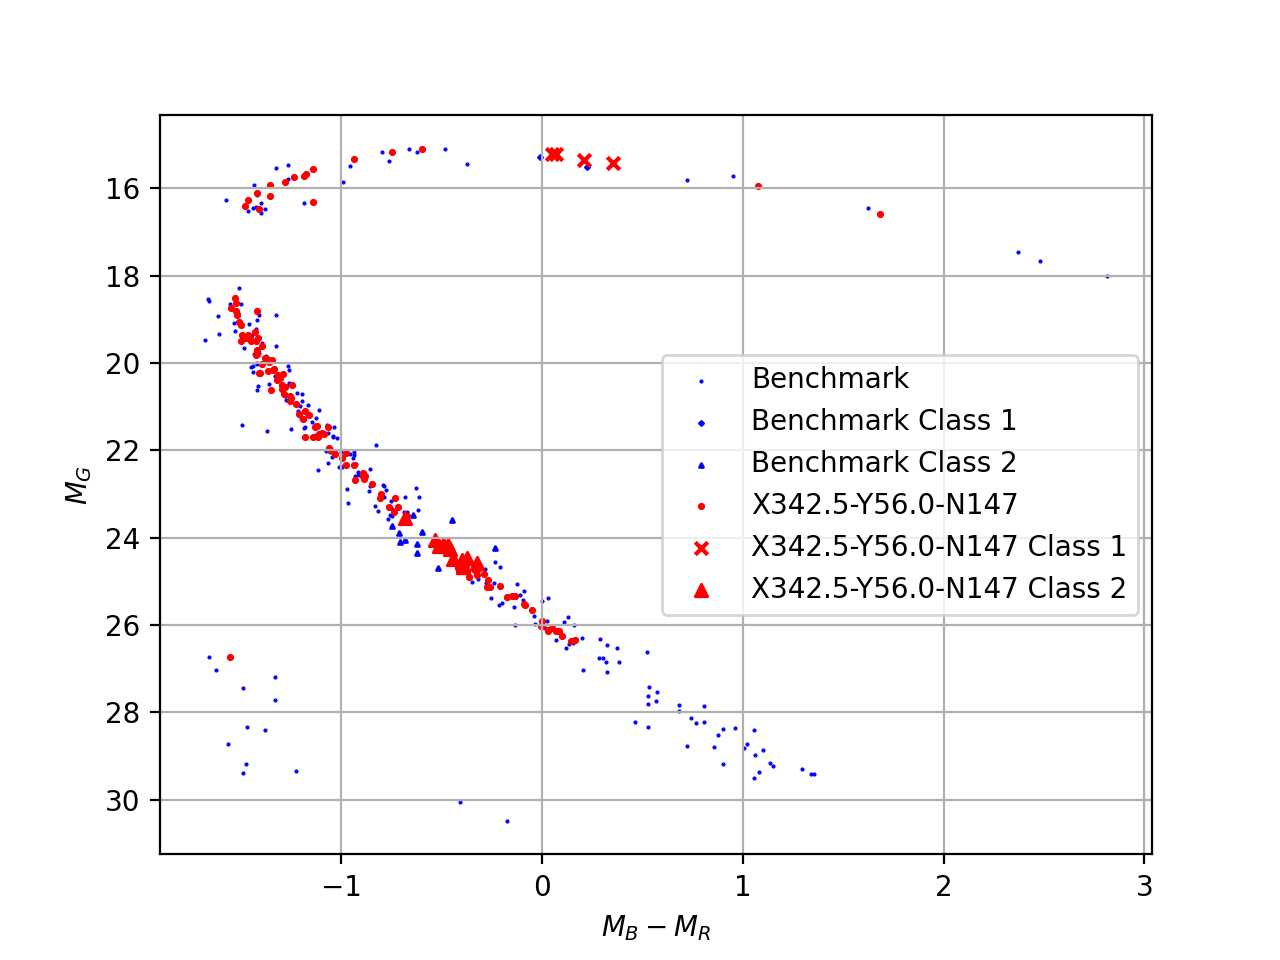 16
18
20
22
24
26
28
30
M_G
−1
0
1
2
3
M_B − M_R
Benchmark
Benchmark Class 1
Benchmark Class 2
X342.5-Y56.0-N147
X342.5-Y56.0-N147 Class 1
X342.5-Y56.0-N147 Class 2